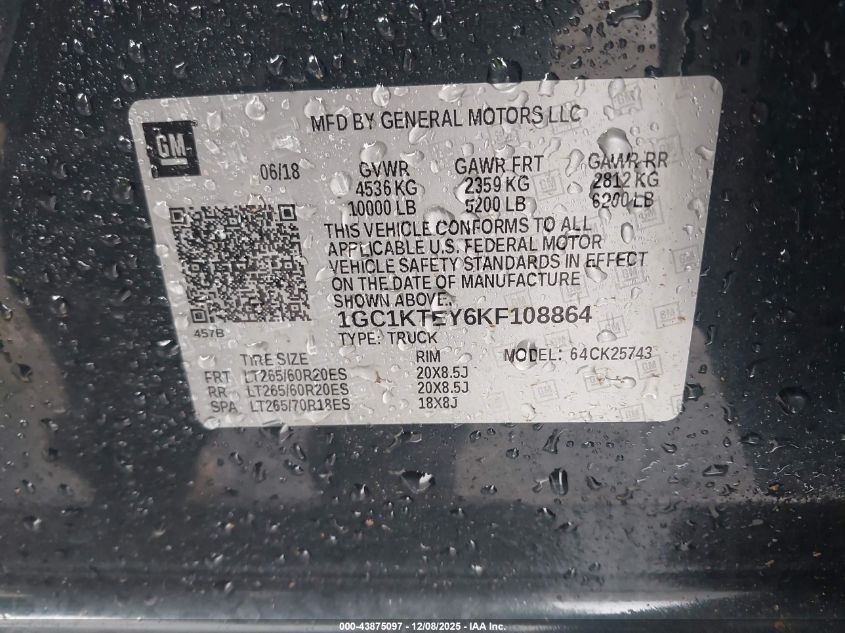 MFD BY GENERAL MOTORS LLC
GM
06/18 GVWR GAWR FRT GAWR RR
4536 KG 2359 KG 2812 KG
10000 LB 5200 LB 6200 LB
THIS VEHICLE CONFORMS TO ALL
APPLICABLE U.S. FEDERAL MOTOR
VEHICLE SAFETY STANDARDS IN EFFECT
ON THE DATE OF MANUFACTURE
SHOWN ABOVE.
1GC1KTEY6KF108864
457B
TYPE: TRUCK MODEL: 64CK25743
TIRE SIZE RIM
FRT LT265/60R20ES 20X8.5J
RR LT265/60R20ES 20X8.5J
SPA LT265/70R18ES 18X8J
000-43875097 - 12/08/2025 - IAA Inc.